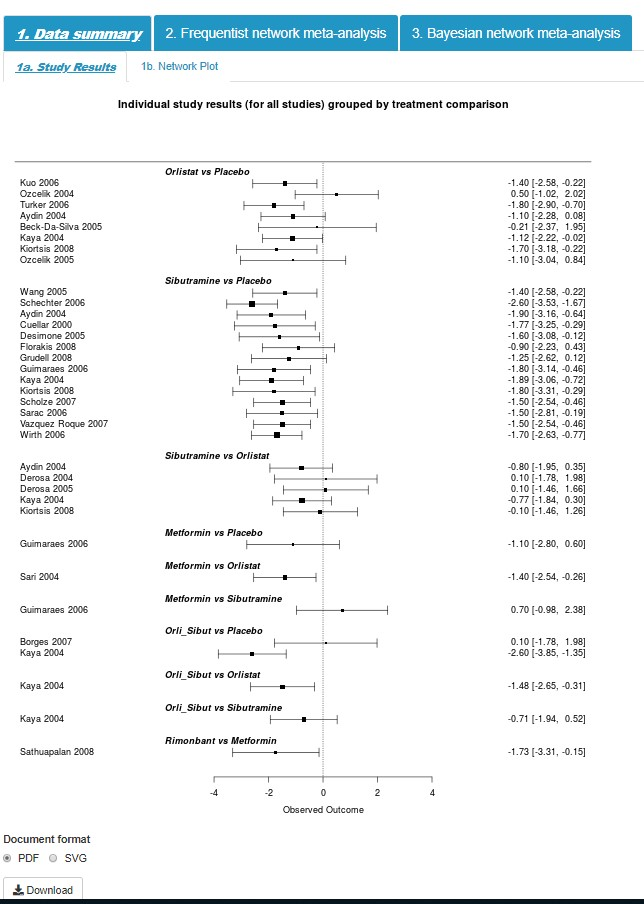 1. Data summary
2. Frequentist network meta-analysis
3. Bayesian network meta-analysis
1a. Study Results
1b. Network Plot
Individual study results (for all studies) grouped by treatment comparison
Orlistat vs Placebo
Kuo 2006 -1.40 [-2.58, -0.22]
Ozcelik 2004 0.50 [-1.02, 2.02]
Turker 2006 -1.80 [-2.90, -0.70]
Aydin 2004 -1.10 [-2.28, 0.08]
Beck-Da-Silva 2005 -0.21 [-2.37, 1.95]
Kaya 2004 -1.12 [-2.22, -0.02]
Kiortsis 2008 -1.70 [-3.18, -0.22]
Ozcelik 2005 -1.10 [-3.04, 0.84]
Sibutramine vs Placebo
Wang 2005 -1.40 [-2.58, -0.22]
Schechter 2006 -2.60 [-3.53, -1.67]
Aydin 2004 -1.90 [-3.16, -0.64]
Cuellar 2000 -1.77 [-3.25, -0.29]
Desimone 2005 -1.60 [-3.08, -0.12]
Florakis 2008 -0.90 [-2.23, 0.43]
Grudell 2008 -1.25 [-2.62, 0.12]
Guimaraes 2006 -1.80 [-3.14, -0.46]
Kaya 2004 -1.89 [-3.06, -0.72]
Kiortsis 2008 -1.80 [-3.31, -0.29]
Scholze 2007 -1.50 [-2.54, -0.46]
Sarac 2006 -1.50 [-2.81, -0.19]
Vazquez Roque 2007 -1.50 [-2.54, -0.46]
Wirth 2006 -1.70 [-2.63, -0.77]
Sibutramine vs Orlistat
Aydin 2004 -0.80 [-1.95, 0.35]
Derosa 2004 0.10 [-1.78, 1.98]
Derosa 2005 0.10 [-1.46, 1.66]
Kaya 2004 -0.77 [-1.84, 0.30]
Kiortsis 2008 -0.10 [-1.46, 1.26]
Metformin vs Placebo
Guimaraes 2006 -1.10 [-2.80, 0.60]
Metformin vs Orlistat
Sari 2004 -1.40 [-2.54, -0.26]
Metformin vs Sibutramine
Guimaraes 2006 0.70 [-0.98, 2.38]
Orli_Sibut vs Placebo
Borges 2007 0.10 [-1.78, 1.98]
Kaya 2004 -2.60 [-3.85, -1.35]
Orli_Sibut vs Orlistat
Kaya 2004 -1.48 [-2.65, -0.31]
Orli_Sibut vs Sibutramine
Kaya 2004 -0.71 [-1.94, 0.52]
Rimonbant vs Metformin
Sathuapalan 2008 -1.73 [-3.31, -0.15]
-4 -2 0 2 4
Observed Outcome
Document format
PDF SVG
Download